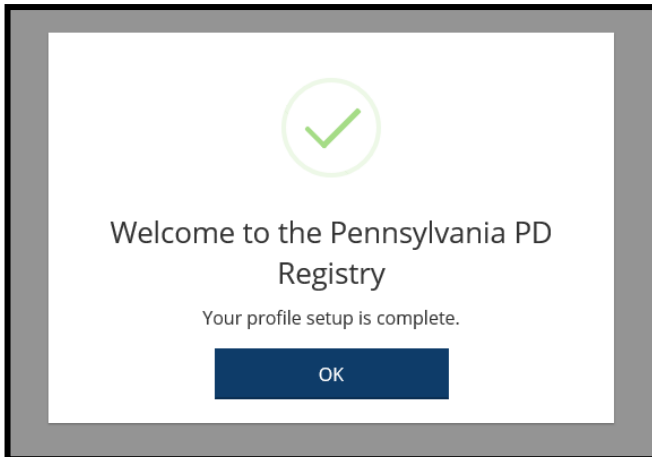 Welcome to the Pennsylvania PD
Registry
Your profile setup is complete.
OK